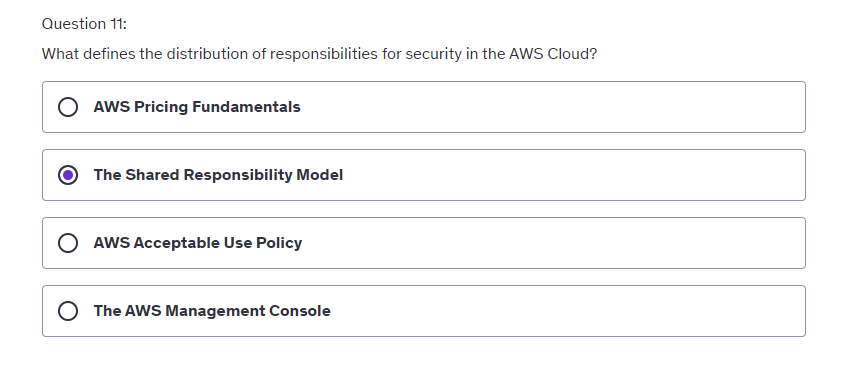 Question 11:
What defines the distribution of responsibilities for security in the AWS Cloud?
AWS Pricing Fundamentals
The Shared Responsibility Model
AWS Acceptable Use Policy
The AWS Management Console